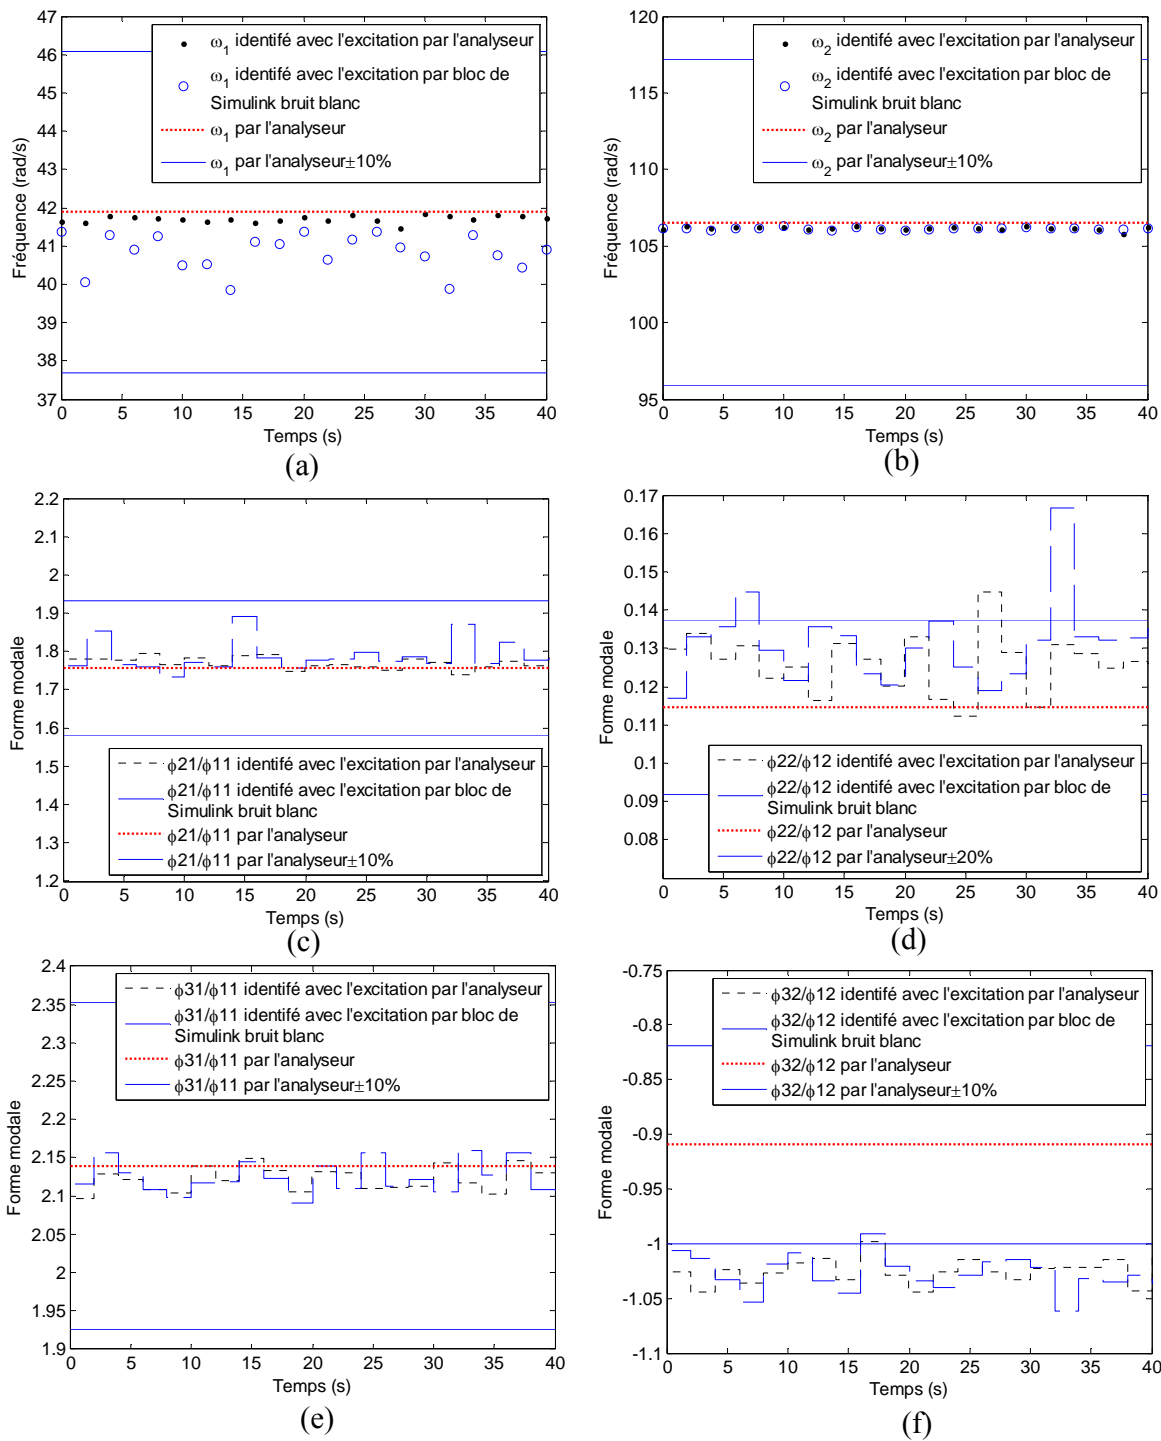 47
46
45
44
43
42
41
40
39
38
37
0 5 10 15 20 25 30 35 40
Fréquence (rad/s)
Temps (s)
ω1 identifé avec l'excitation par l'analyseur
ω1 identifé avec l'excitation par bloc de
Simulink bruit blanc
ω1 par l'analyseur
ω1 par l'analyseur±10%
(a)
120
115
110
105
100
95
0 5 10 15 20 25 30 35 40
Fréquence (rad/s)
Temps (s)
ω2 identifé avec l'excitation par l'analyseur
ω2 identifé avec l'excitation par bloc de
Simulink bruit blanc
ω2 par l'analyseur
ω2 par l'analyseur±10%
(b)
2.2
2.1
2
1.9
1.8
1.7
1.6
1.5
1.4
1.3
1.2
0 5 10 15 20 25 30 35 40
Forme modale
Temps (s)
ϕ21/ϕ11 identifé avec l'excitation par l'analyseur
ϕ21/ϕ11 identifé avec l'excitation par bloc de
Simulink bruit blanc
ϕ21/ϕ11 par l'analyseur
ϕ21/ϕ11 par l'analyseur±10%
(c)
0.17
0.16
0.15
0.14
0.13
0.12
0.11
0.1
0.09
0.08
0 5 10 15 20 25 30 35 40
Forme modale
Temps (s)
ϕ22/ϕ12 identifé avec l'excitation par l'analyseur
ϕ22/ϕ12 identifé avec l'excitation par bloc de
Simulink bruit blanc
ϕ22/ϕ12 par l'analyseur
ϕ22/ϕ12 par l'analyseur±20%
(d)
2.4
2.35
2.3
2.25
2.2
2.15
2.1
2.05
2
1.95
1.9
0 5 10 15 20 25 30 35 40
Forme modale
Temps (s)
ϕ31/ϕ11 identifé avec l'excitation par l'analyseur
ϕ31/ϕ11 identifé avec l'excitation par bloc de
Simulink bruit blanc
ϕ31/ϕ11 par l'analyseur
ϕ31/ϕ11 par l'analyseur±10%
(e)
-0.75
-0.8
-0.85
-0.9
-0.95
-1
-1.05
-1.1
0 5 10 15 20 25 30 35 40
Forme modale
Temps (s)
ϕ32/ϕ12 identifé avec l'excitation par l'analyseur
ϕ32/ϕ12 identifé avec l'excitation par bloc de
Simulink bruit blanc
ϕ32/ϕ12 par l'analyseur
ϕ32/ϕ12 par l'analyseur±10%
(f)